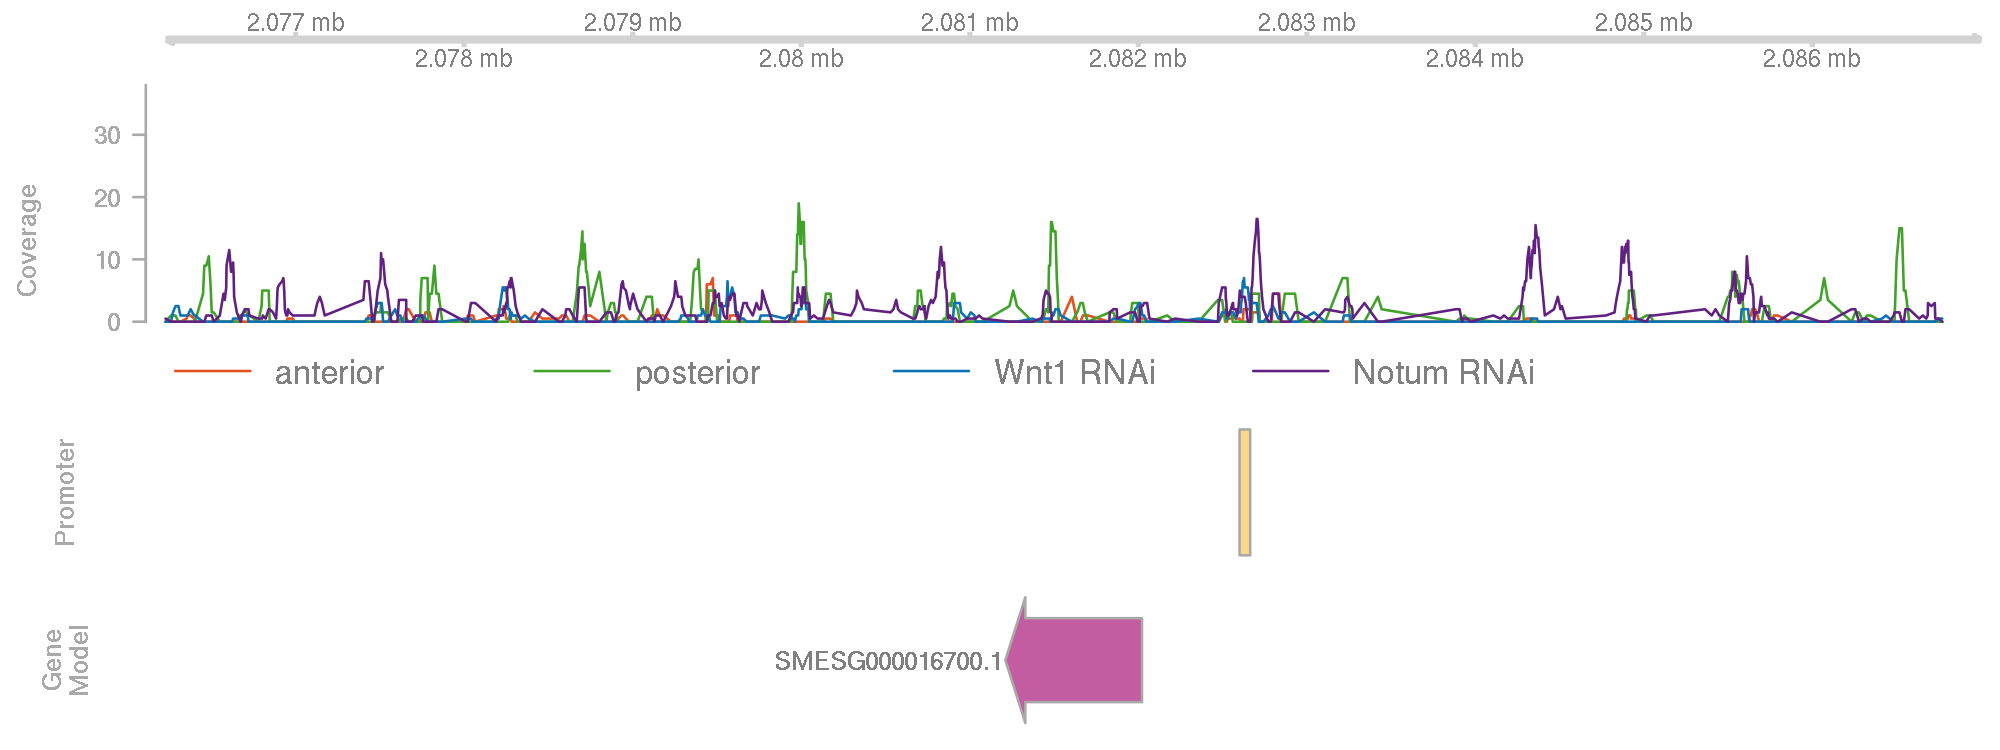 2.077 mb 2.079 mb 2.081 mb 2.083 mb 2.085 mb
2.078 mb 2.08 mb 2.082 mb 2.084 mb 2.086 mb
Coverage
30
20
10
0
anterior posterior Wnt1 RNAi Notum RNAi
Promoter
Gene
Model
SMESG000016700.1